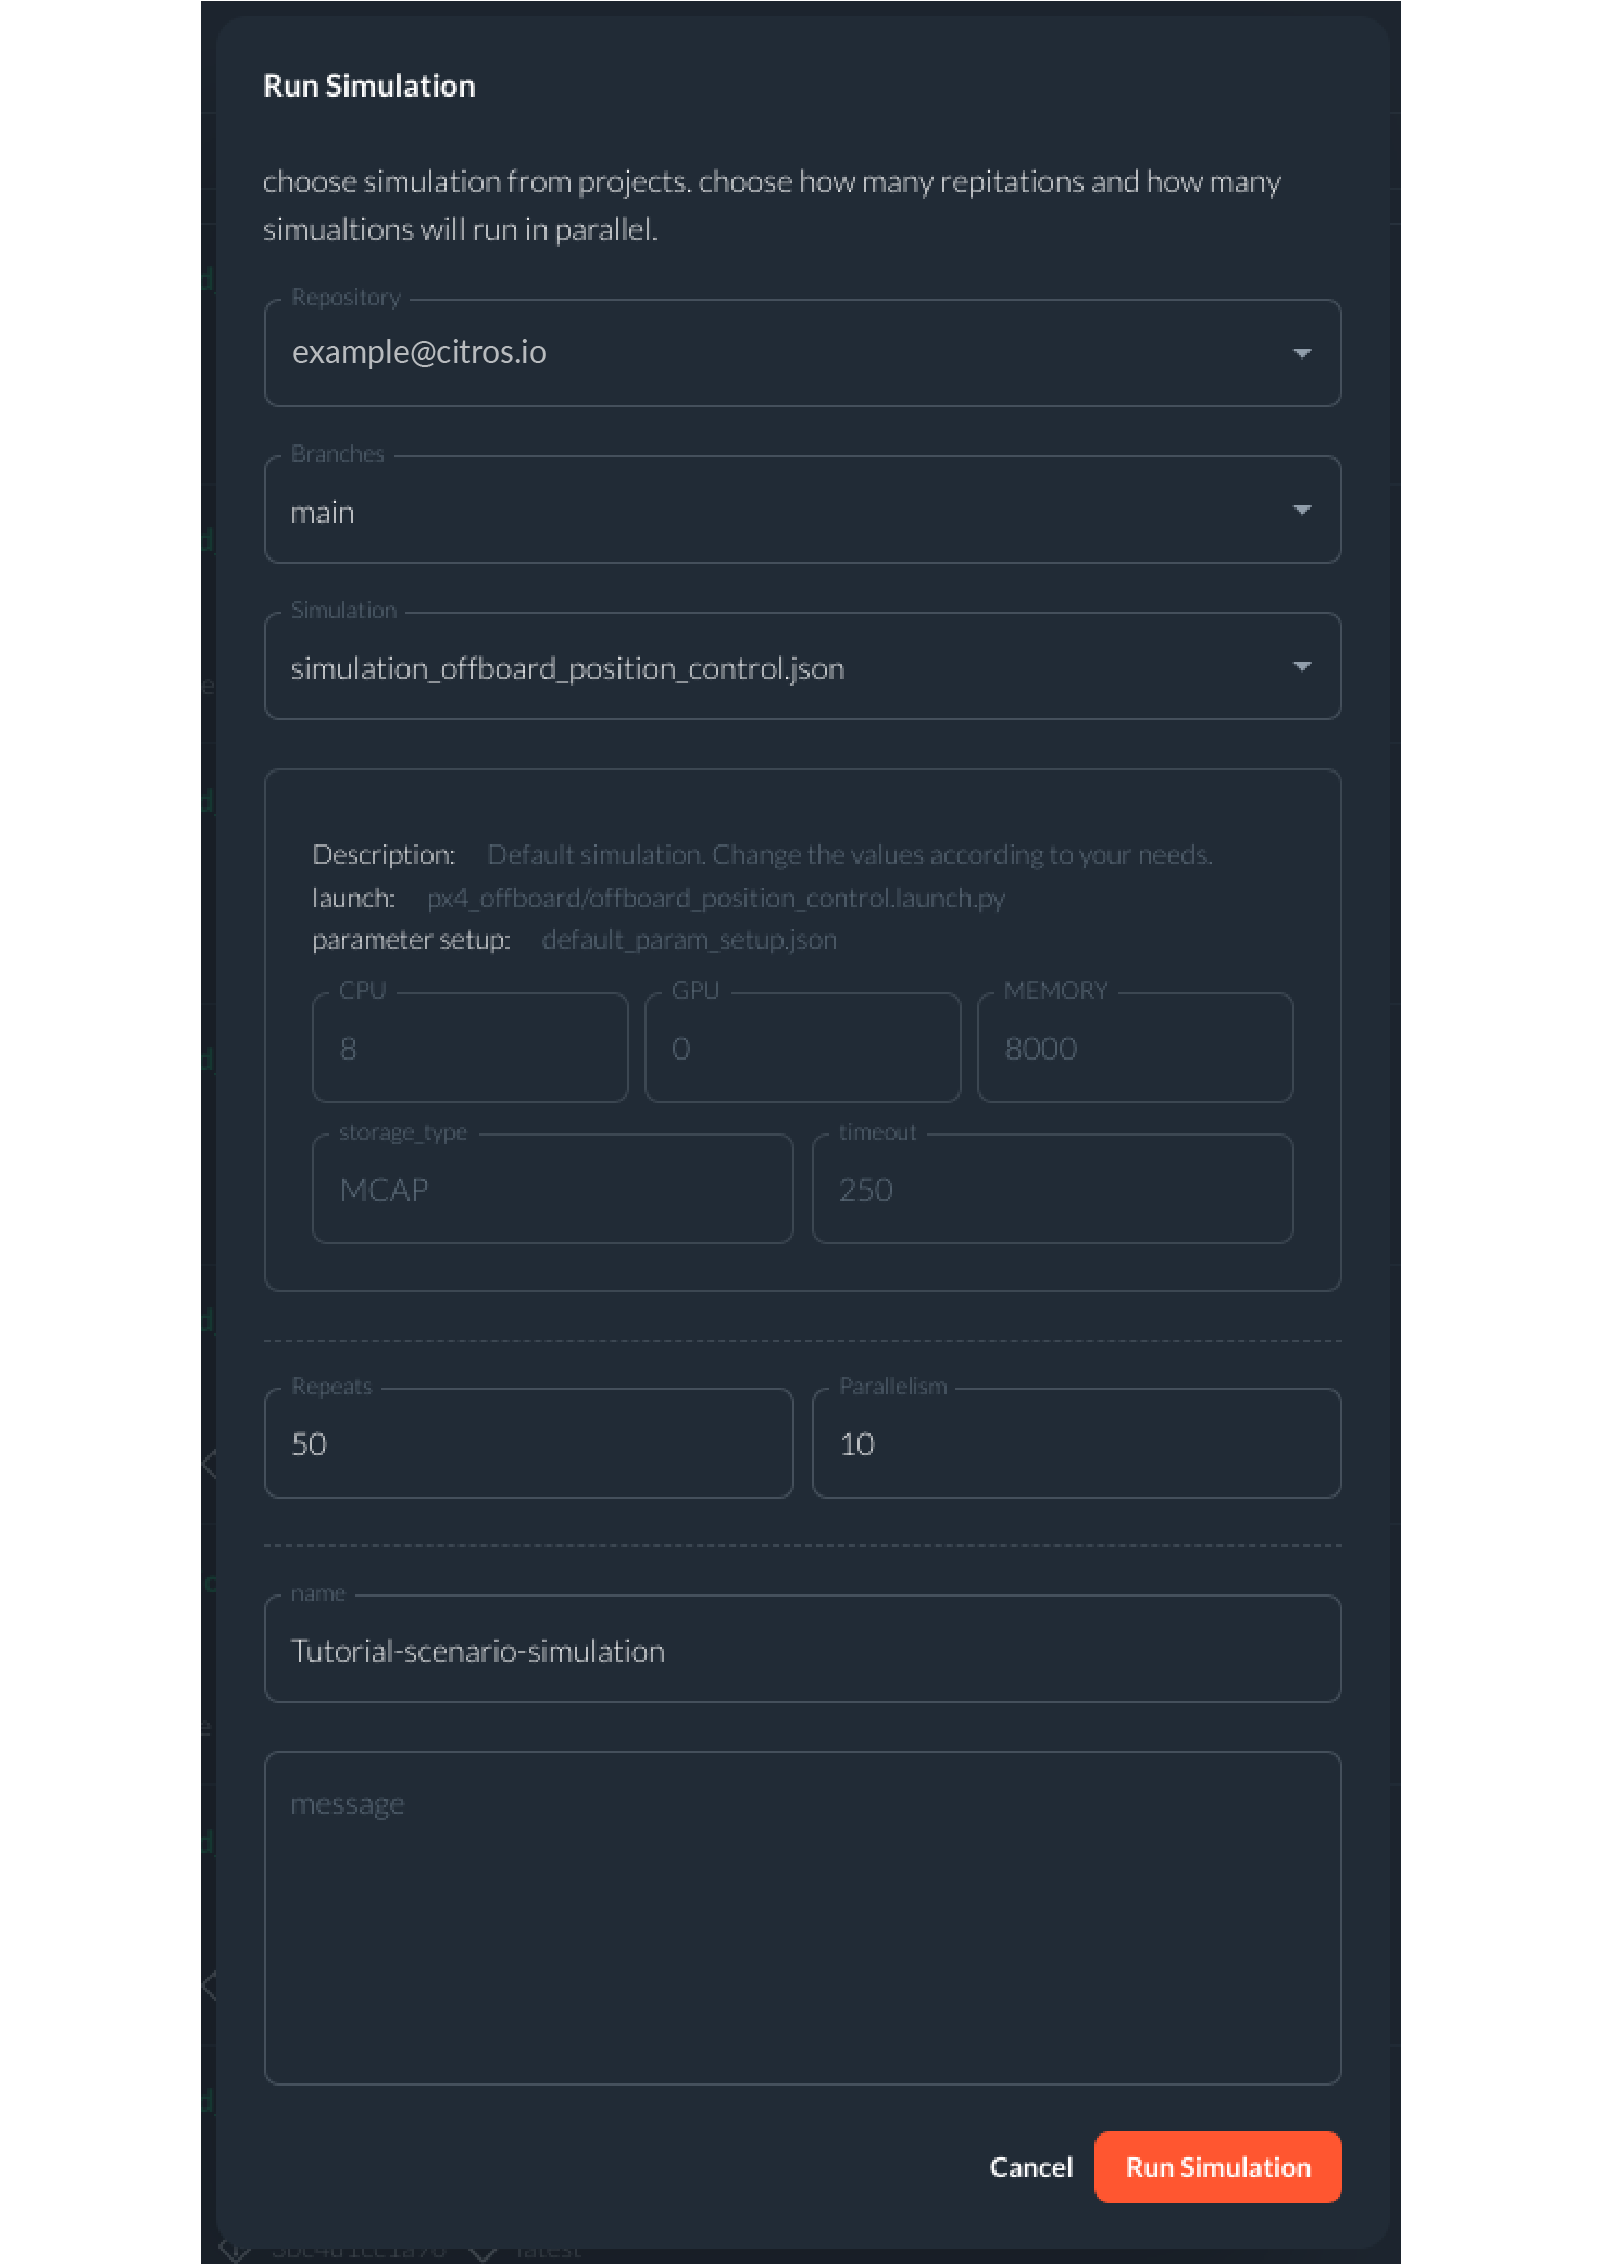 Run Simulation
choose simulation from projects. choose how many repitations and how many
simualtions will run in parallel.
Repository
example@citros.io
Branches
main
Simulation
simulation_offboard_position_control.json
Description: Default simulation. Change the values according to your needs.
launch: px4_offboard/offboard_position_control.launch.py
parameter setup: default_param_setup.json
CPU GPU MEMORY
8 0 8000
storage_type timeout
MCAP 250
Repeats Parallelism
50 10
name
Tutorial-scenario-simulation
message
Cancel Run Simulation
latest